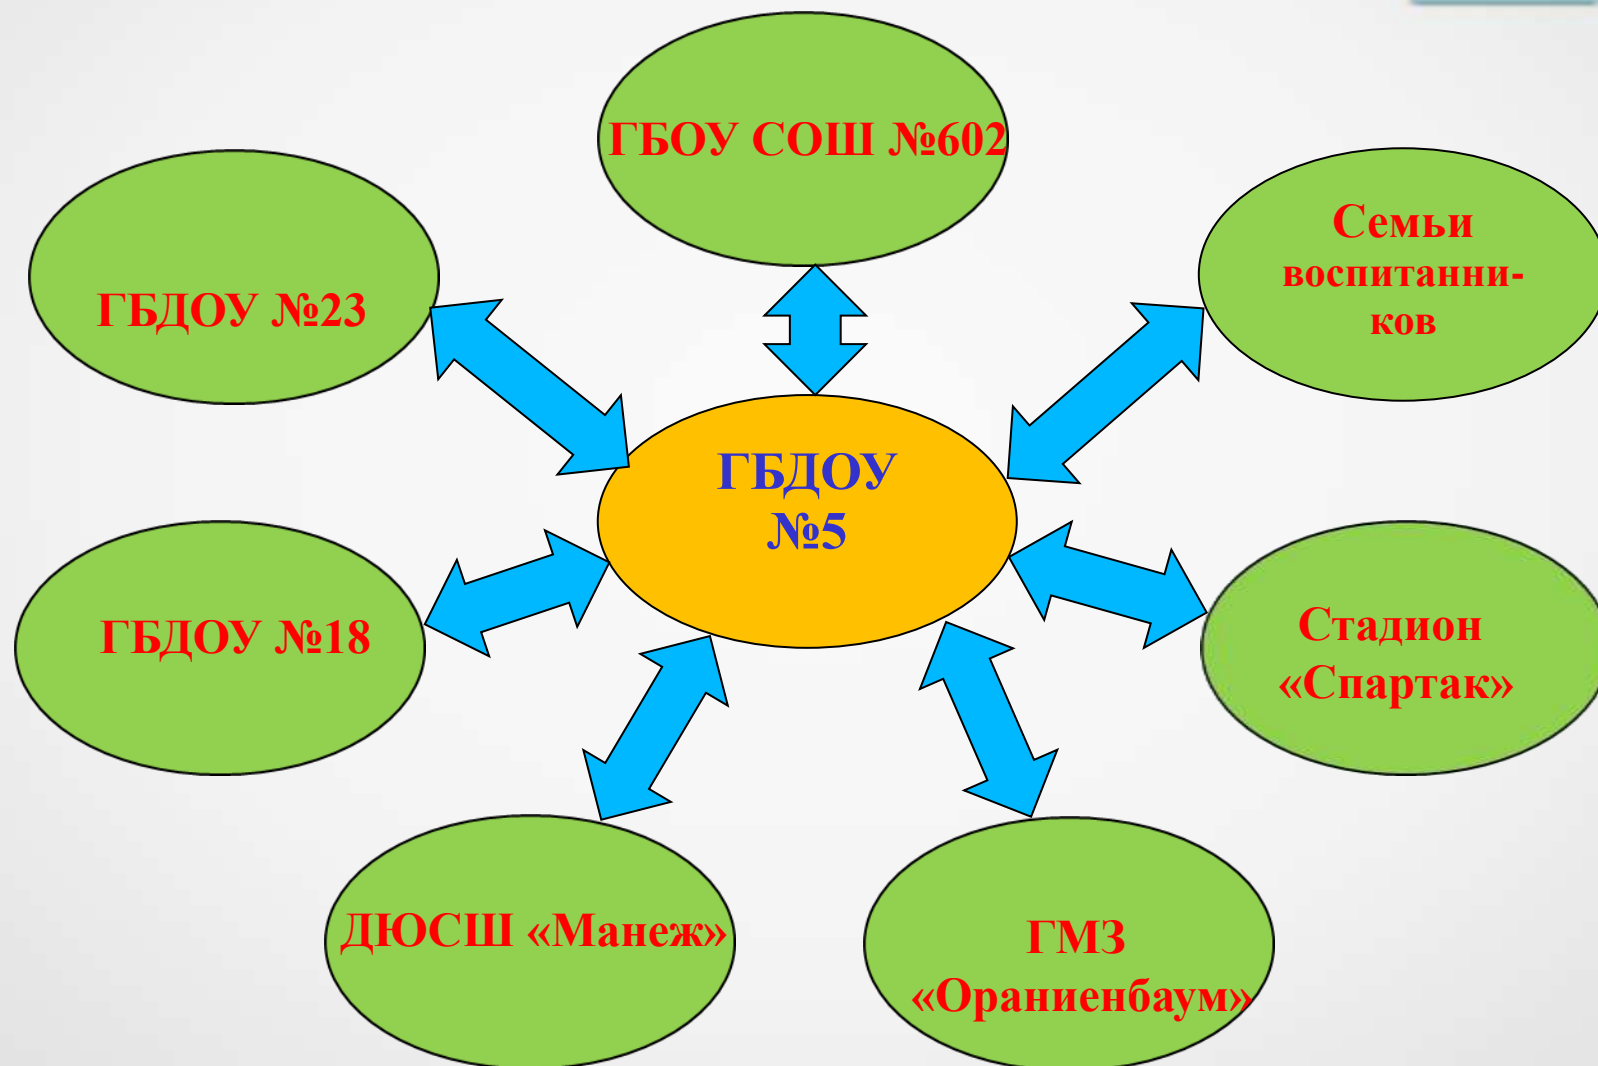 ГБОУ СОШ №602
Семьи
воспитанни-
ков
ГБДОУ №23
ГБДОУ
№5
ГБДОУ №18
Стадион
«Спартак»
ДЮСШ «Манеж»
ГМЗ
«Ораниенбаум»